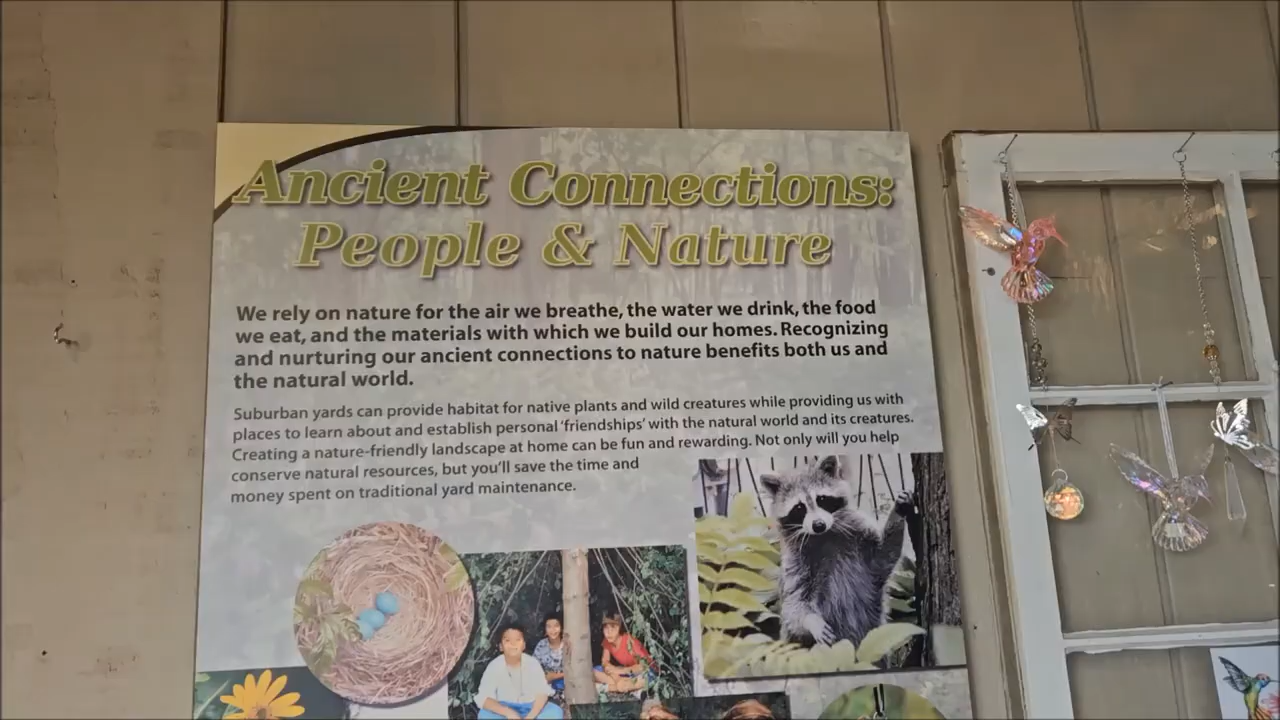 Ancient Connections:
People & Nature
We rely on nature for the air we breathe, the water we drink, the food
we eat, and the materials with which we build our homes. Recognizing
and nurturing our ancient connections to nature benefits both us and
the natural world.
Suburban yards can provide habitat for native plants and wild creatures while providing us with
places to learn about and establish personal 'friendships' with the natural world and its creatures.
Creating a nature-friendly landscape at home can be fun and rewarding. Not only will you help
conserve natural resources, but you'll save the time and
money spent on traditional yard maintenance.